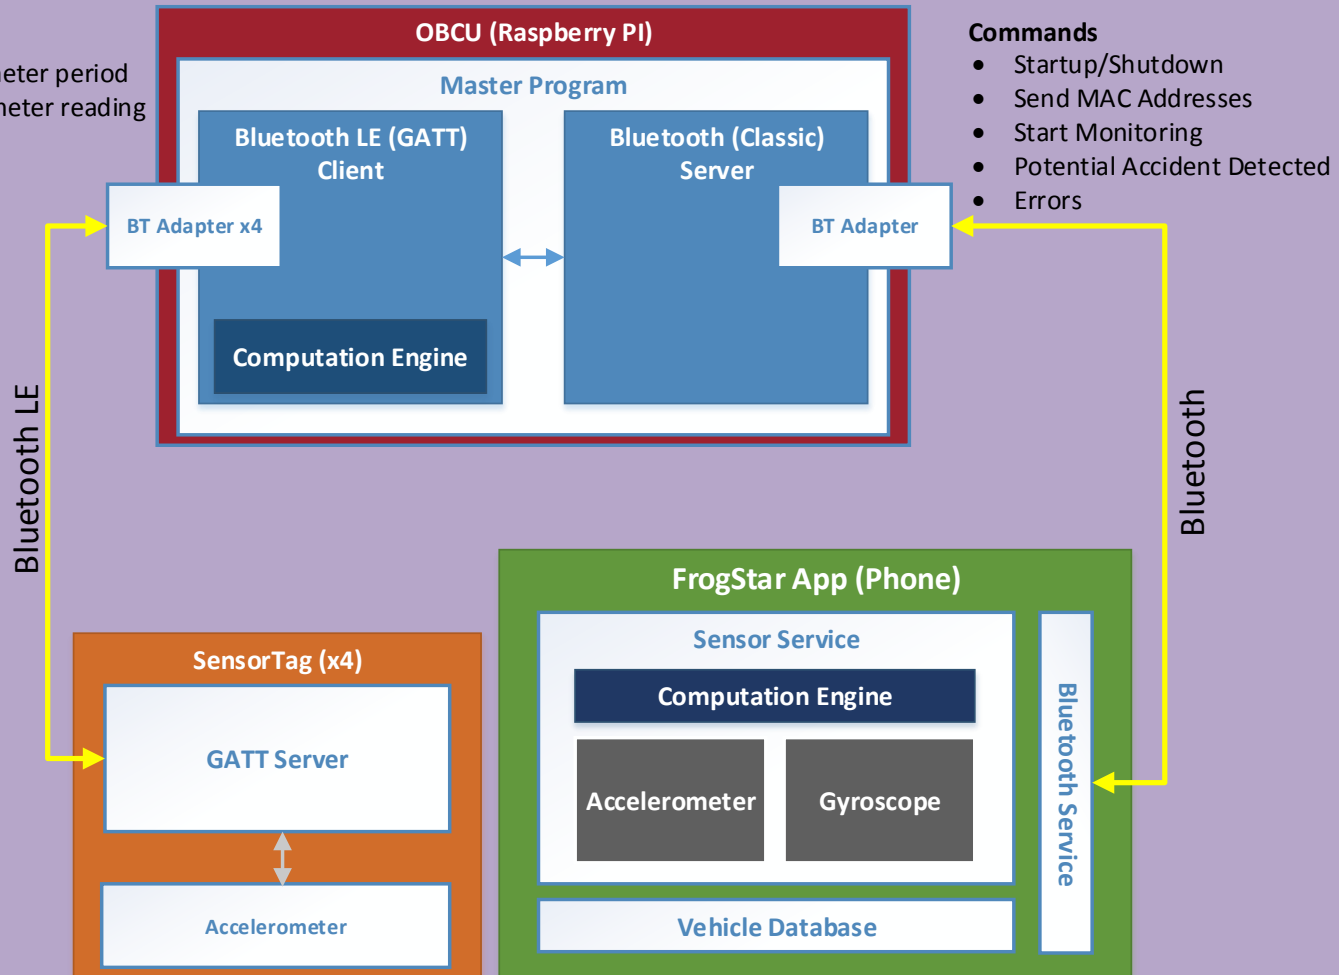 OBCU (Raspberry PI)
Master Program
Bluetooth LE (GATT)
Client
Bluetooth (Classic)
Server
BT Adapter x4
BT Adapter
Computation Engine
period
reading
Commands
• Startup/Shutdown
• Send MAC Addresses
• Start Monitoring
• Potential Accident Detected
• Errors
Bluetooth LE
Bluetooth
SensorTag (x4)
GATT Server
Accelerometer
FrogStar App (Phone)
Sensor Service
Computation Engine
Accelerometer
Gyroscope
Vehicle Database
Bluetooth Service